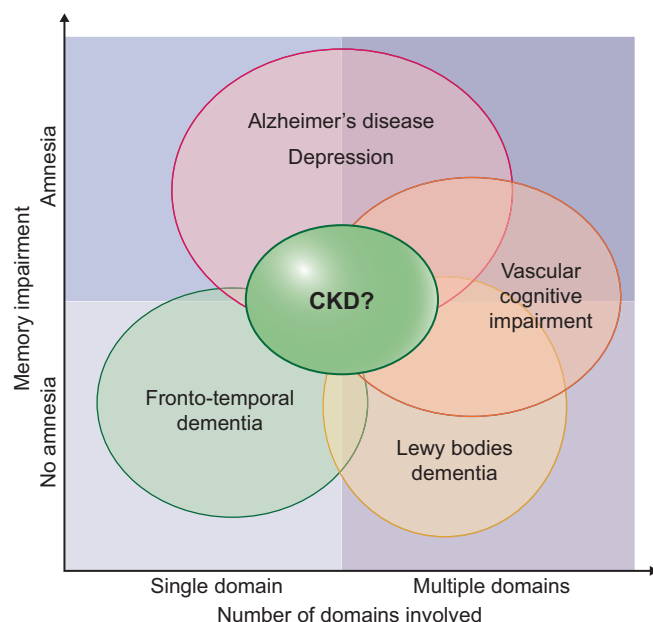 Memory impairment
Amnesia
No amnesia
Alzheimer's disease
Depression
CKD?
Vascular
cognitive
impairment
Fronto-temporal
dementia
Lewy bodies
dementia
Single domain
Multiple domains
Number of domains involved